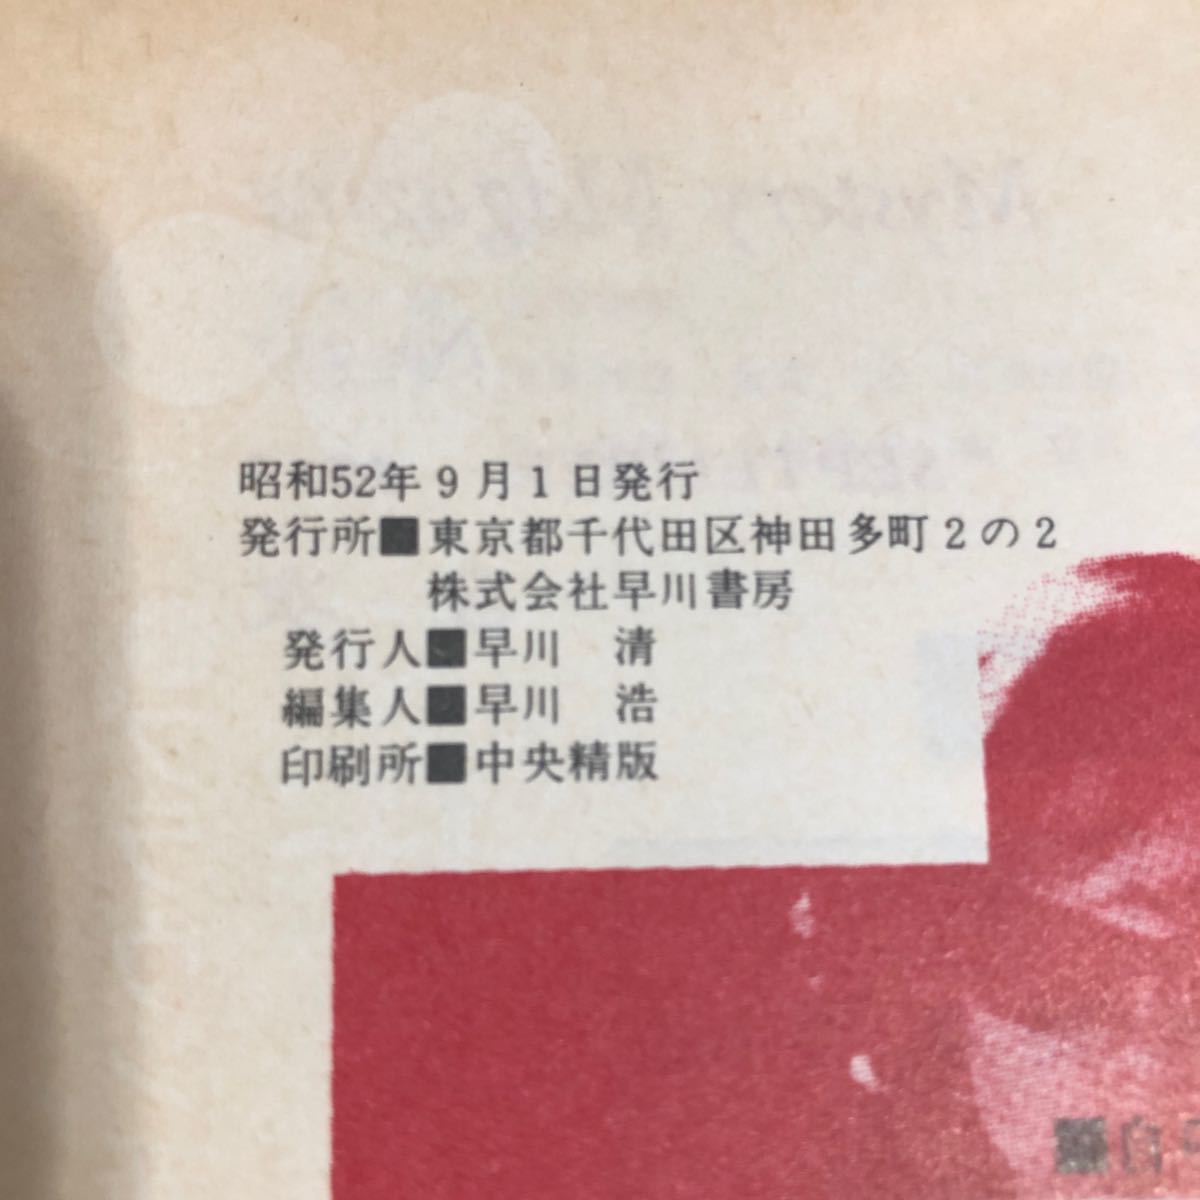 昭和52年9月1日発行
発行所■東京都千代田区神田多町2の2
株式会社早川書房
発行人■早川 清
編集人■早川 浩
印刷所■中央精版